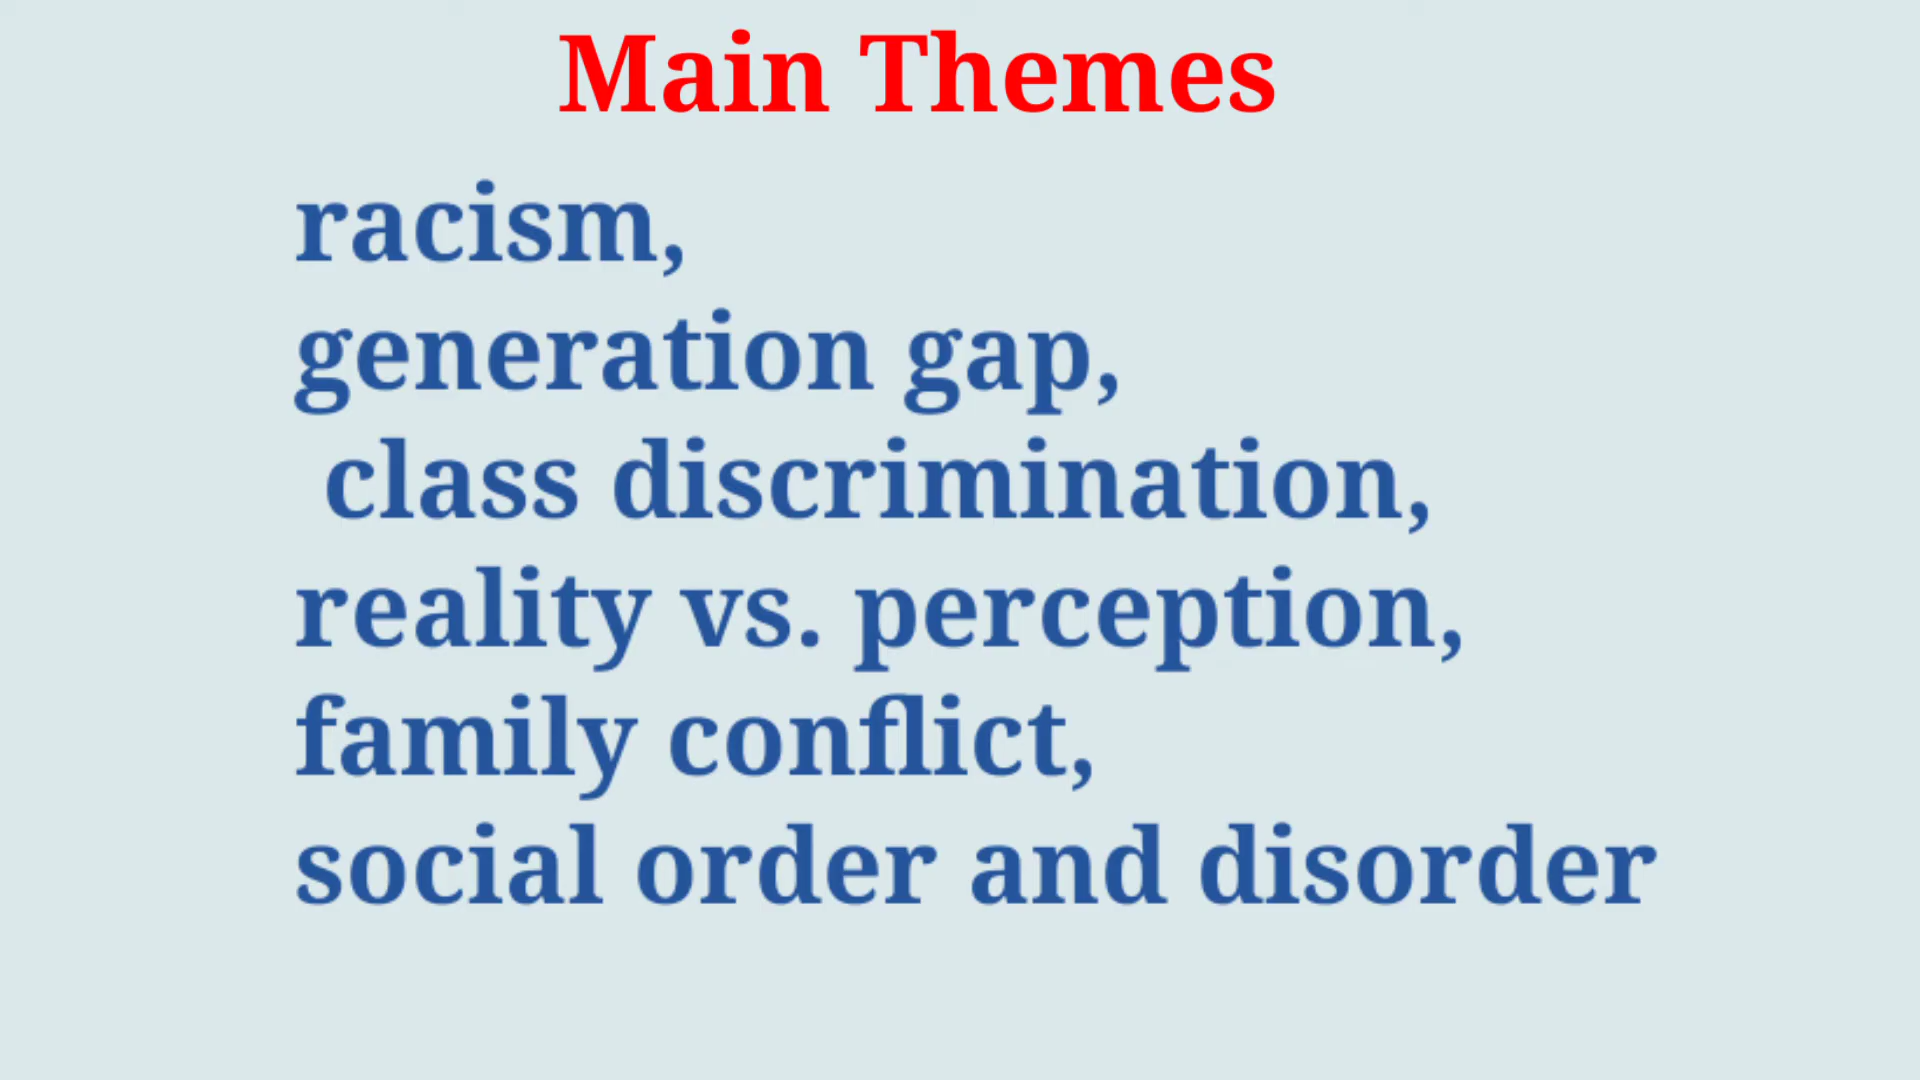 Main Themes
racism,
generation gap,
class discrimination,
reality vs. perception,
family conflict,
social order and disorder